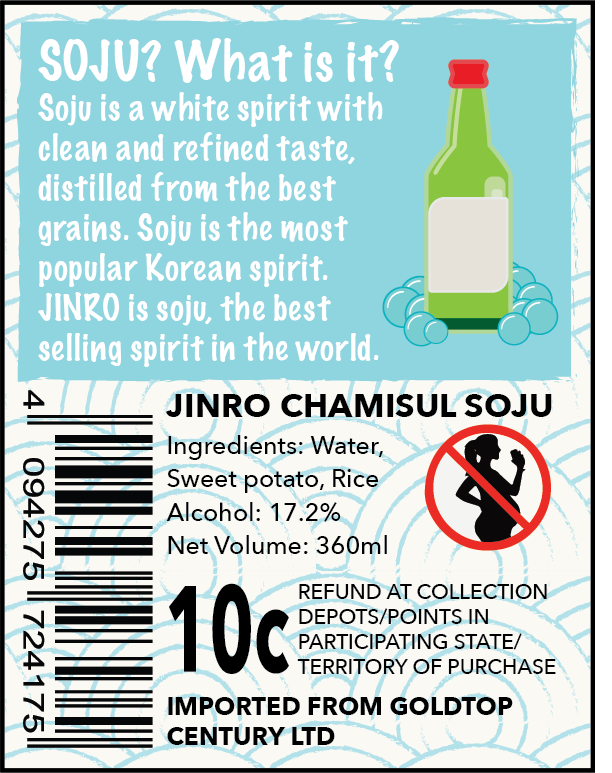 SOJU? What is it?
Soju is a white spirit with
clean and refined taste,
distilled from the best
grains. Soju is the most
popular Korean spirit.
JINRO is soju, the best
selling spirit in the world.
4 094275 724175
JINRO CHAMISUL SOJU
Ingredients: Water,
Sweet potato, Rice
Alcohol: 17.2%
Net Volume: 360ml
10c
REFUND AT COLLECTION
DEPOTS/POINTS IN
PARTICIPATING STATE/
TERRITORY OF PURCHASE
IMPORTED FROM GOLDTOP
CENTURY LTD